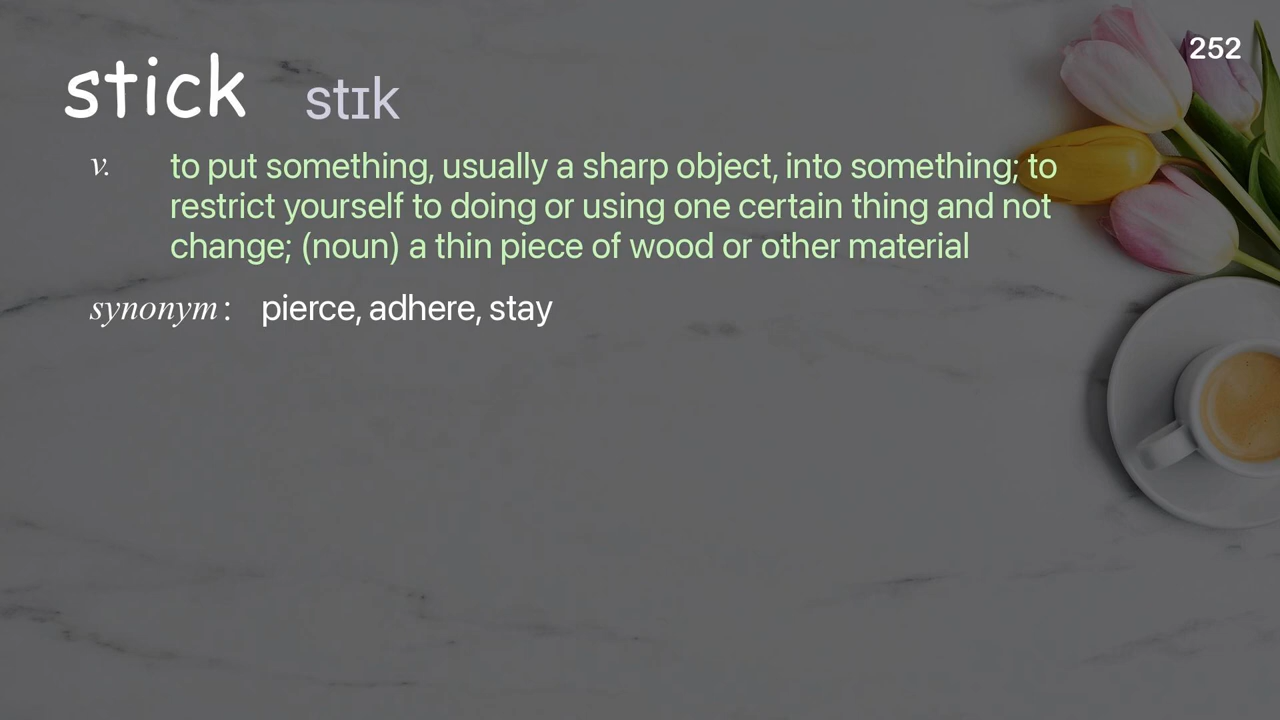 252
stick stɪk
v. to put something, usually a sharp object, into something; to
restrict yourself to doing or using one certain thing and not
change; (noun) a thin piece of wood or other material
synonym: pierce, adhere, stay